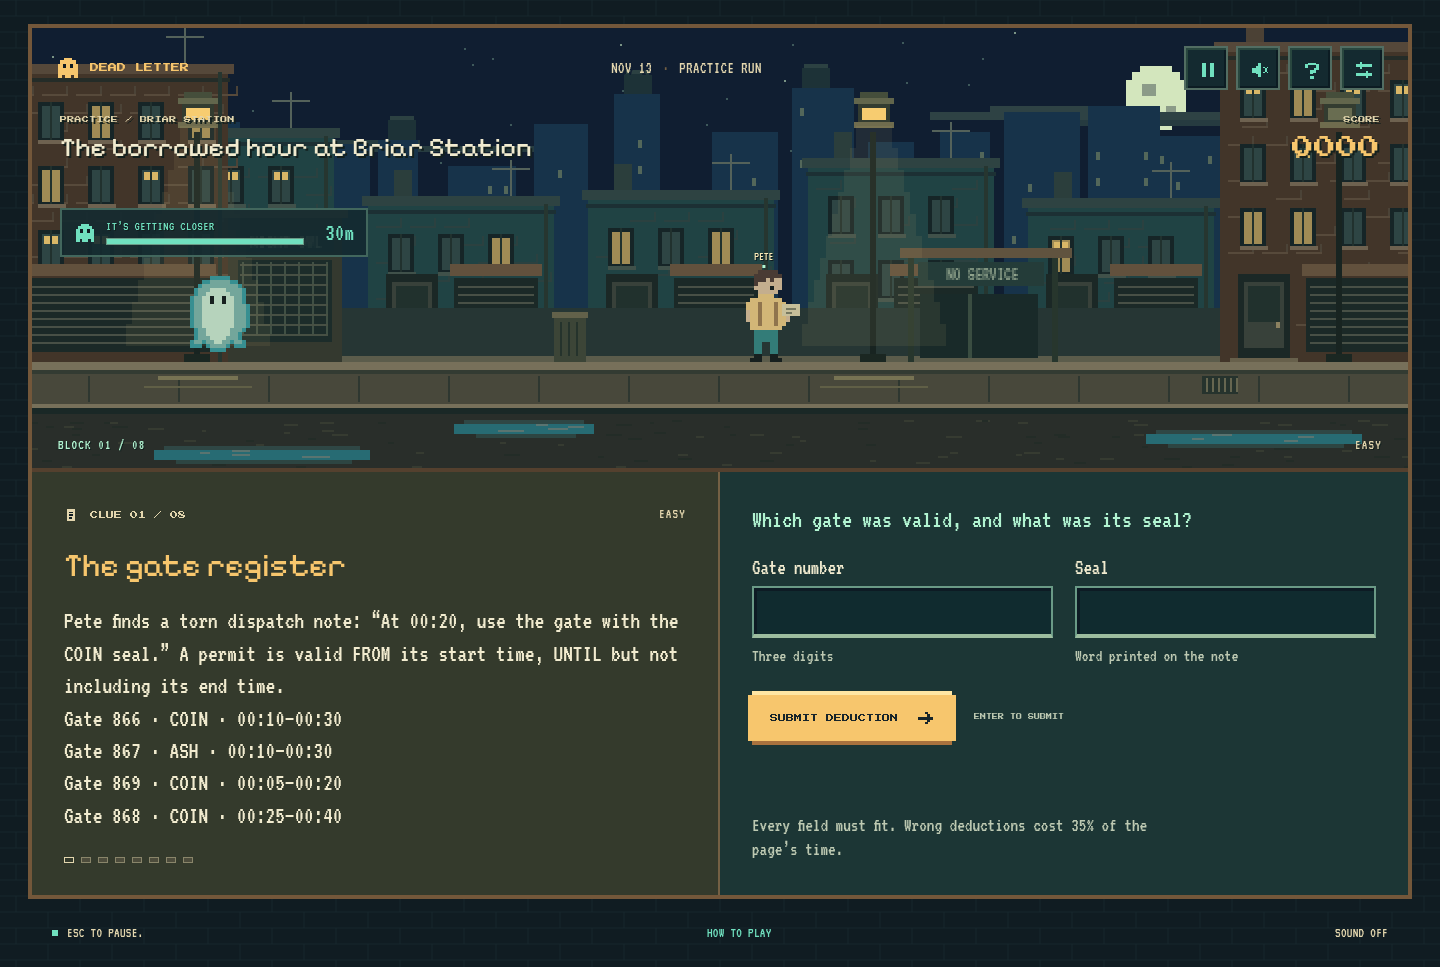 DEAD LETTER
NOV 13 · PRACTICE RUN
PRACTICE / BRIAR STATION
The borrowed hour at Briar Station
SCORE
0000
IT'S GETTING CLOSER
30m
PETE
NO SERVICE
BLOCK 01 / 08
EASY
CLUE 01 / 08
EASY
The gate register
Pete finds a torn dispatch note: “At 00:20, use the gate with the
COIN seal.” A permit is valid FROM its start time, UNTIL but not
including its end time.
Gate 866 · COIN · 00:10–00:30
Gate 867 · ASH · 00:10–00:30
Gate 869 · COIN · 00:05–00:20
Gate 868 · COIN · 00:25–00:40
Which gate was valid, and what was its seal?
Gate number
Seal
Three digits
Word printed on the note
SUBMIT DEDUCTION
ENTER TO SUBMIT
Every field must fit. Wrong deductions cost 35% of the
page’s time.
ESC TO PAUSE.
HOW TO PLAY
SOUND OFF